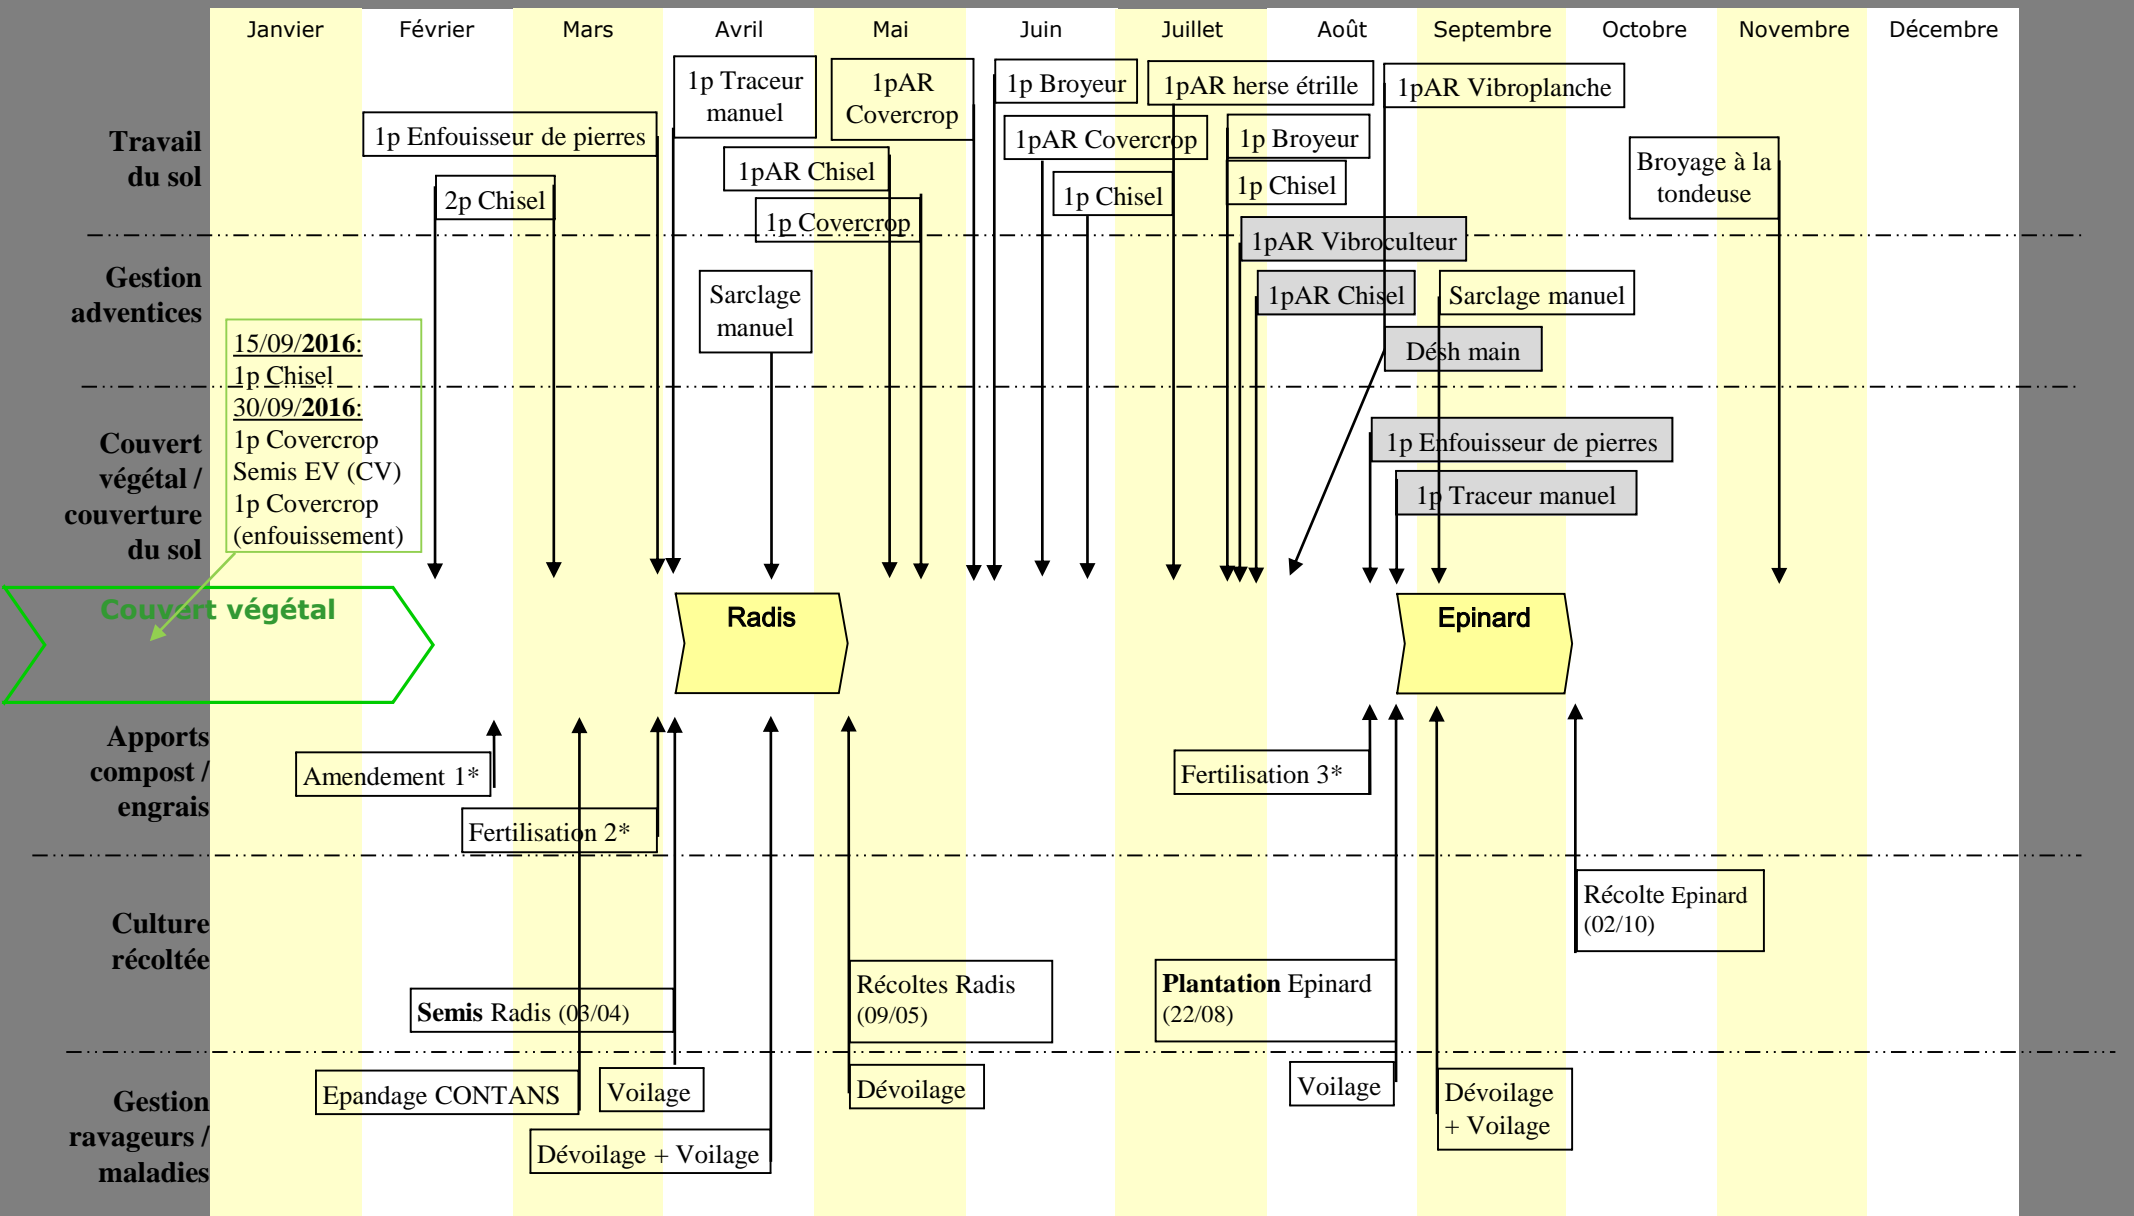 Janvier
Février
Mars
Avril
Mai
Juin
Juillet
Août
Septembre
Octobre
Novembre
Décembre
Travail
du sol
1p Enfouisseur de pierres
2p Chisel
1p Traceur
manuel
1pAR Chisel
1p Covercrop
1pAR
Covercrop
1p Broyeur
1pAR Covercrop
1p Chisel
1pAR herse étrille
1p Broyeur
1p Chisel
1pAR Vibroplanche
Broyage à la
tondeuse
1pAR Vibroculteur
Gestion
adventices
Sarclage
manuel
1pAR Chisel
Sarclage manuel
Désh main
15/09/2016:
1p Chisel
30/09/2016:
1p Covercrop
Semis EV (CV)
1p Covercrop
(enfouissement)
Couvert
végétal /
couverture
du sol
1p Enfouisseur de pierres
1p Traceur manuel
Couvert végétal
Radis
Epinard
Apports
compost /
engrais
Amendement 1*
Fertilisation 2*
Fertilisation 3*
Culture
récoltée
Semis Radis (03/04)
Récoltes Radis
(09/05)
Plantation Epinard
(22/08)
Récolte Epinard
(02/10)
Gestion
ravageurs /
maladies
Epandage CONTANS
Voilage
Dévoilage + Voilage
Dévoilage
Voilage
Dévoilage
+ Voilage